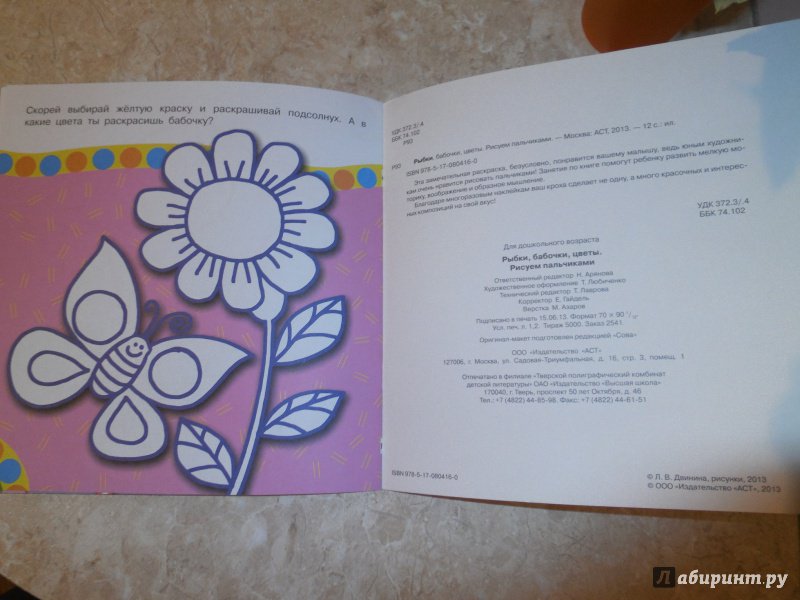 Скорей выбирай жёлтую краску и раскрашивай подсолнух. А в
какие цвета ты раскрасишь бабочку?
УДК 372.3/.4
ББК 74.102
Р93
Рыбки, бабочки, цветы. Рисуем пальчиками. — Москва: АСТ, 2013. — 12 с.: ил.
Р93
ISBN 978-5-17-080416-0
Эта замечательная раскраска, безусловно, понравится вашему малышу, ведь юным художни-
кам очень нравится рисовать пальчиками! Занятия по книге помогут ребенку развить мелкую мо-
торику, воображение и образное мышление.
Благодаря многоразовым наклейкам ваш кроха сделает не одну, а много красочных и интерес-
ных композиций на свой вкус!
УДК 372.3/.4
ББК 74.102
Для дошкольного возраста
Рыбки, бабочки, цветы.
Рисуем пальчиками
Ответственный редактор Н. Арянова
Художественное оформление Т. Любиченко
Технический редактор Т. Лаврова
Корректор Е. Гайдель
Верстка М. Азаров
Подписано в печать 15.06.13. Формат 70 × 90 1/16.
Усл. печ. л. 1,2. Тираж 5000. Заказ 2541
Оригинал-макет подготовлен редакцией «Сова»
ООО «Издательство «АСТ»
127006, г. Москва, ул. Садовая-Триумфальная, д. 16, стр. 3, помещ. 1
Отпечатано в филиале «Тверской полиграфический комбинат
детской литературы» ОАО «Издательство «Высшая школа»
170040, г. Тверь, проспект 50 лет Октября, д. 46
Тел.: +7 (4822) 44-85-98. Факс: +7 (4822) 44-61-51
ISBN 978-5-17-080416-0
© Л. В. Двинина, рисунки, 2013
© ООО «Издательство «АСТ», 2013
Лабиринт.ру